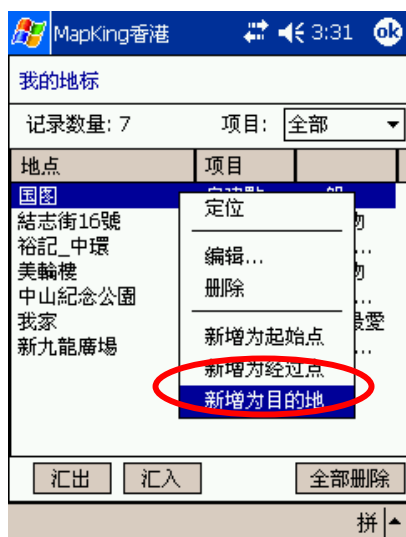 MapKing香港 3:31 ok
我的地标
记录数量: 7 项目: 全部
地点 项目
国图
結志街16號 物
裕記_中環 ...
美輪樓 物
中山紀念公園 ...
我家 最愛
新九龍廣場 ...
定位
编辑...
删除
新增为起始点
新增为经过点
新增为目的地
汇出 汇入 全部删除
拼